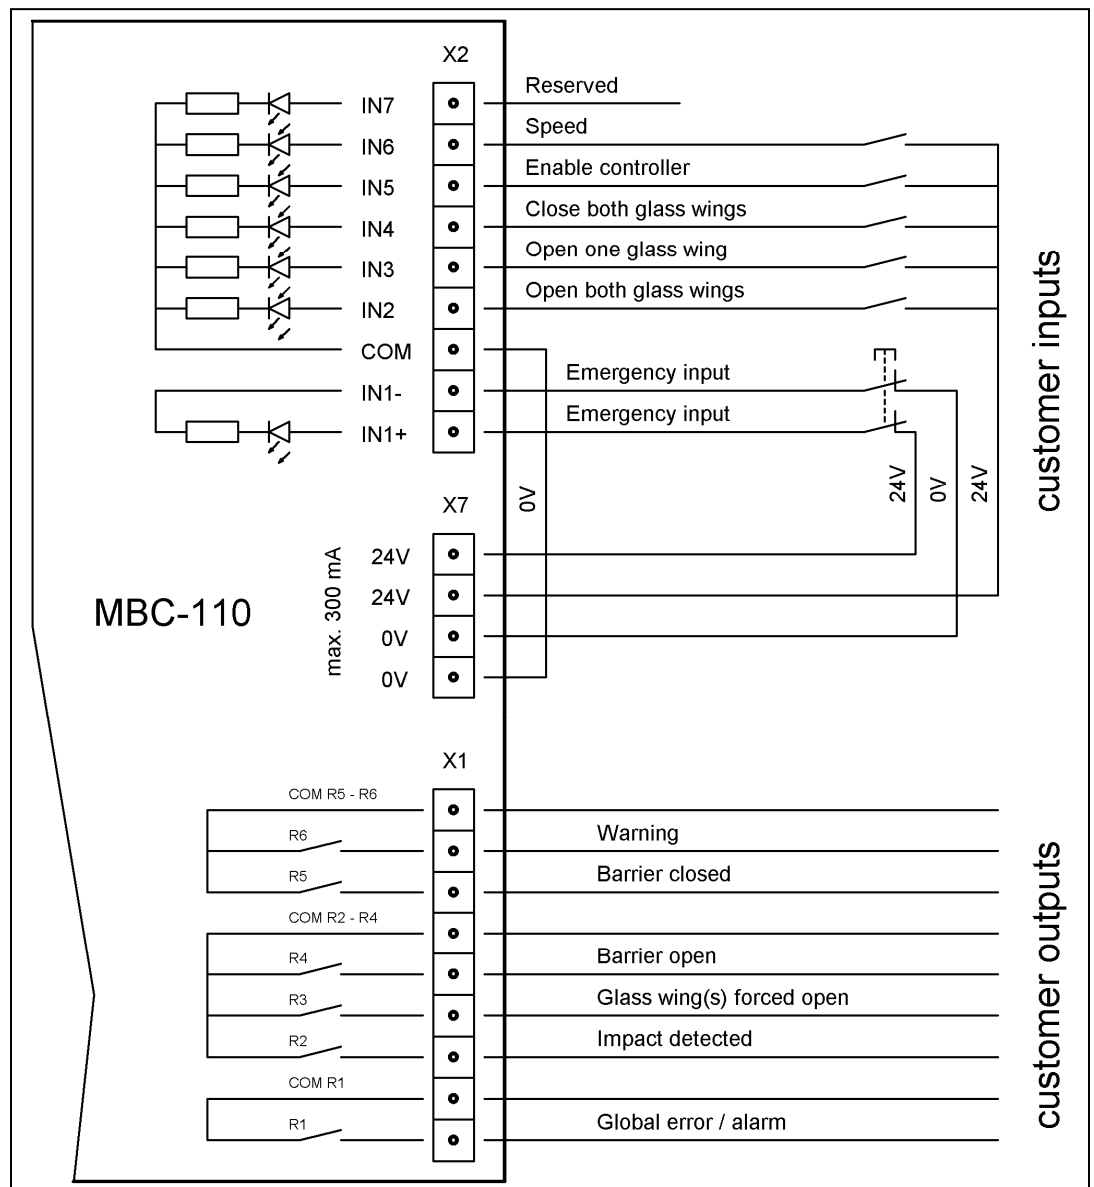 X2
IN7
Reserved
IN6
Speed
IN5
Enable controller
IN4
Close both glass wings
IN3
Open one glass wing
IN2
Open both glass wings
COM
IN1-
Emergency input
IN1+
Emergency input
customer inputs
0V
24V
0V
24V
X7
24V
24V
0V
0V
max. 300 mA
MBC-110
X1
COM R5 - R6
R6
Warning
R5
Barrier closed
COM R2 - R4
R4
Barrier open
R3
Glass wing(s) forced open
R2
Impact detected
COM R1
R1
Global error / alarm
customer outputs